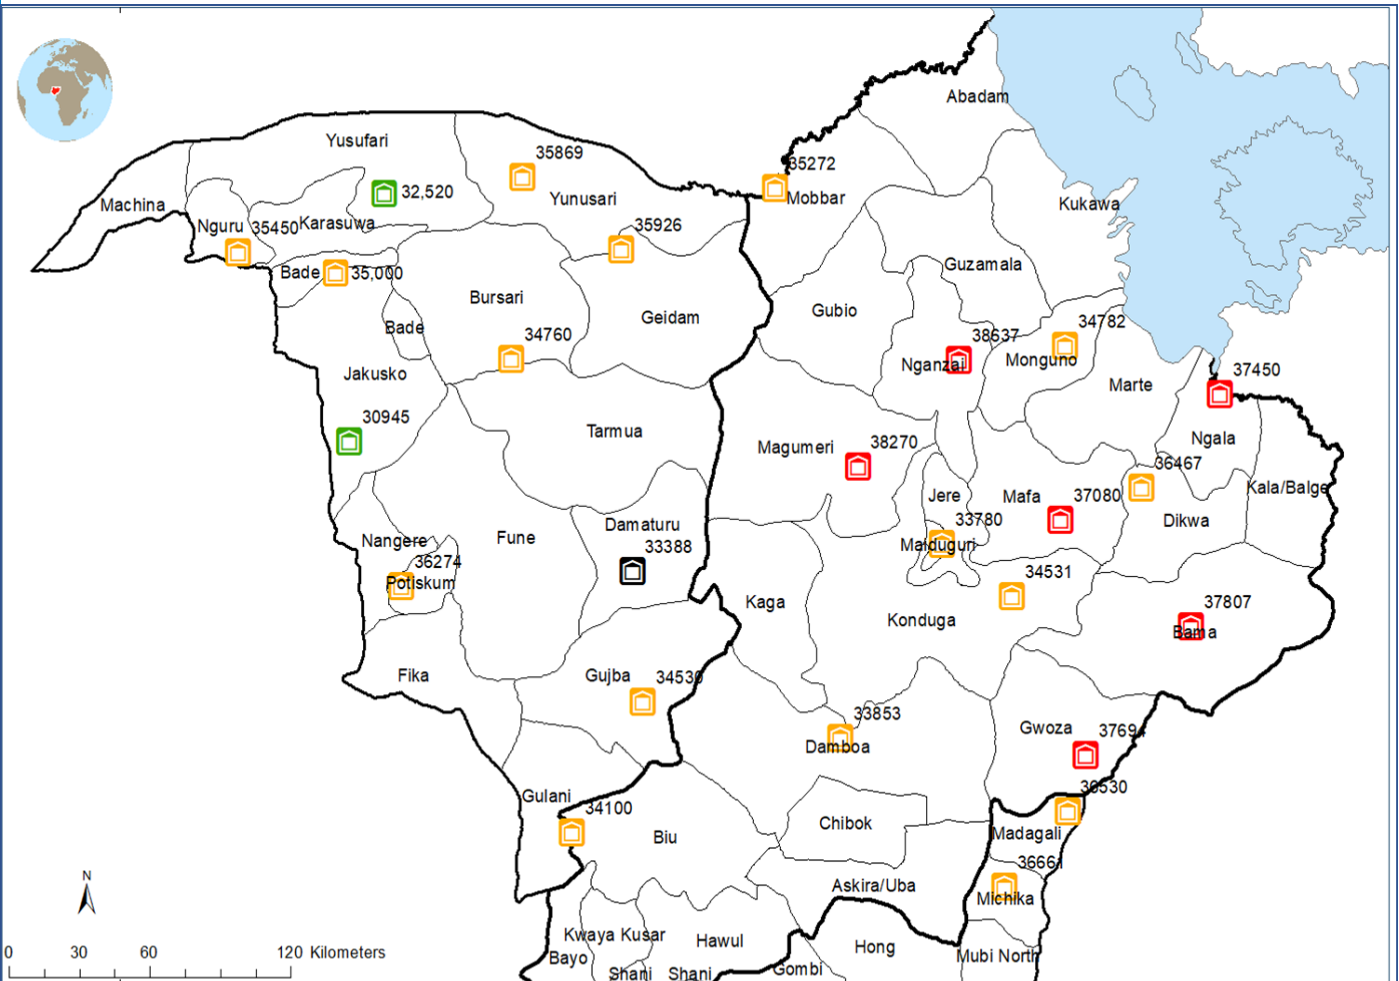 Abadam
Yusufari
35869
35272
32,520
Yunusari
Mobbar
Machina
Kukawa
Nguru
35450
Karasuwa
35926
Guzamala
Bade
35,000
Bursari
Gubio
Geidam
34782
Bade
34760
38637
Nganzai
Monguno
37450
Jakusko
Marte
30945
Tarmua
Magumeri
38270
Ngala
36467
Kala/Balge
Jere
Mafa
37080
33780
Dikwa
Damaturu
Nangere
Fune
33388
Maiduguri
36274
Potiskum
34531
Kaga
Konduga
37807
Bama
Fika
Gujba
34530
33853
Gwoza
37694
Damboa
36530
Gulani
34100
Chibok
Biu
Madagali
36661
Askira/Uba
Michika
N
Kwaya Kusar
Hawul
Hong
0 30 60 120 Kilometers
Bayo
Mubi North
Shani
Shani
Gombi